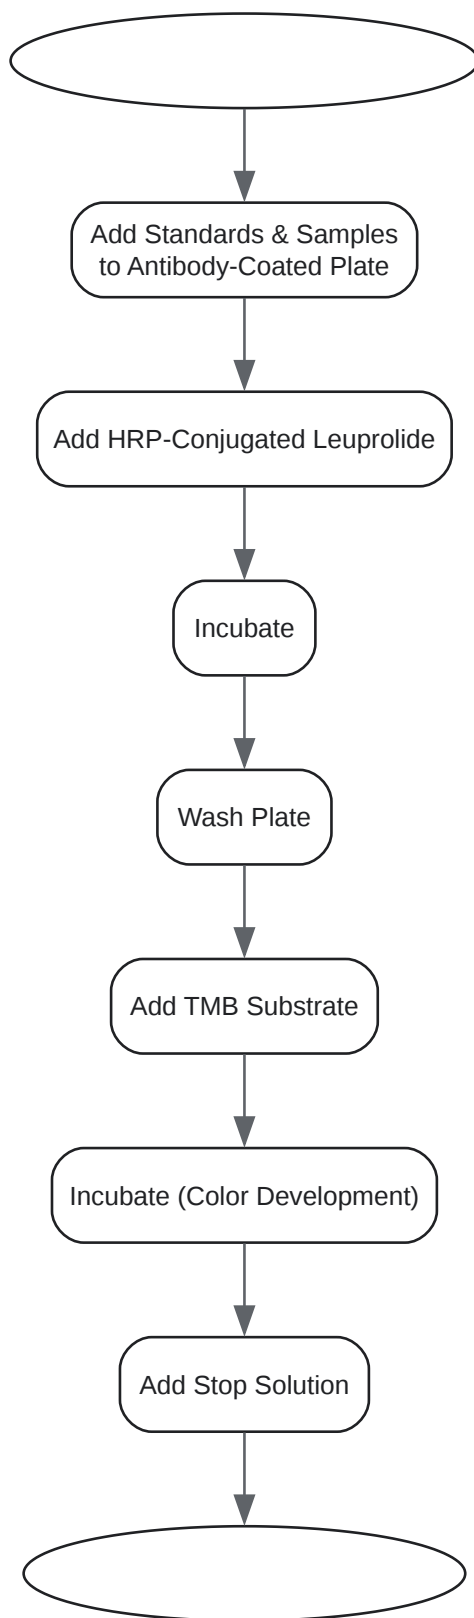 Add Standards & Samples
to Antibody-Coated Plate
Add HRP-Conjugated Leuprolide
Incubate
Wash Plate
Add TMB Substrate
Incubate (Color Development)
Add Stop Solution